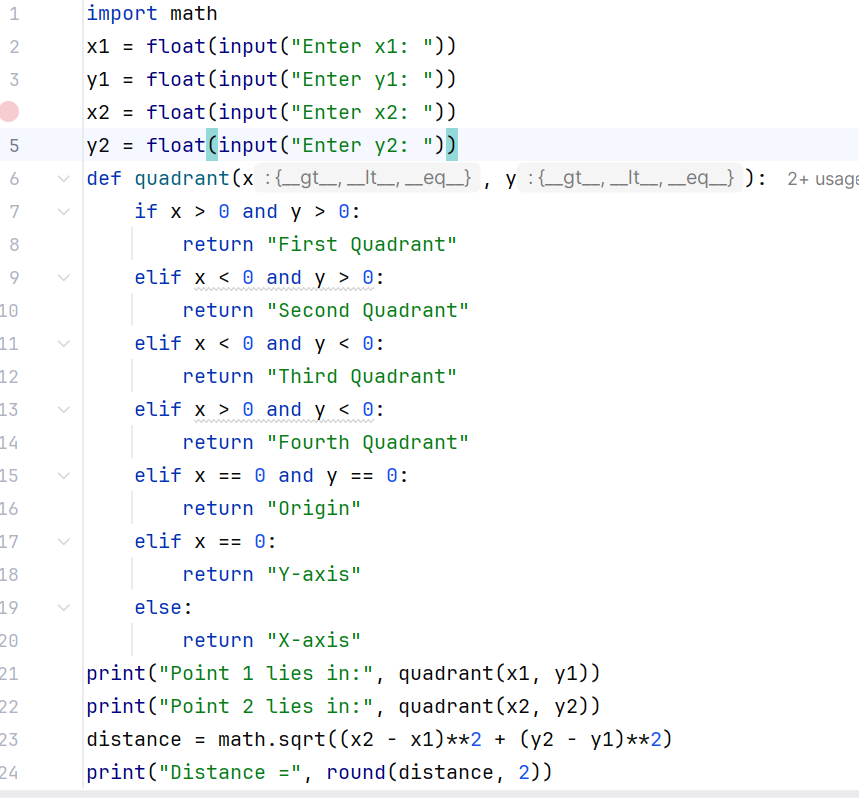 1 import math
2 x1 = float(input("Enter x1: "))
3 y1 = float(input("Enter y1: "))
x2 = float(input("Enter x2: "))
5 y2 = float(input("Enter y2: "))
6 def quadrant(x :{__gt__, __lt__, __eq__} , y :{__gt__, __lt__, __eq__} ): 2+ usage
7     if x > 0 and y > 0:
8         return "First Quadrant"
9     elif x < 0 and y > 0:
10         return "Second Quadrant"
11     elif x < 0 and y < 0:
12         return "Third Quadrant"
13     elif x > 0 and y < 0:
14         return "Fourth Quadrant"
15     elif x == 0 and y == 0:
16         return "Origin"
17     elif x == 0:
18         return "Y-axis"
19     else:
20         return "X-axis"
21 print("Point 1 lies in:", quadrant(x1, y1))
22 print("Point 2 lies in:", quadrant(x2, y2))
23 distance = math.sqrt((x2 - x1)**2 + (y2 - y1)**2)
24 print("Distance =", round(distance, 2))